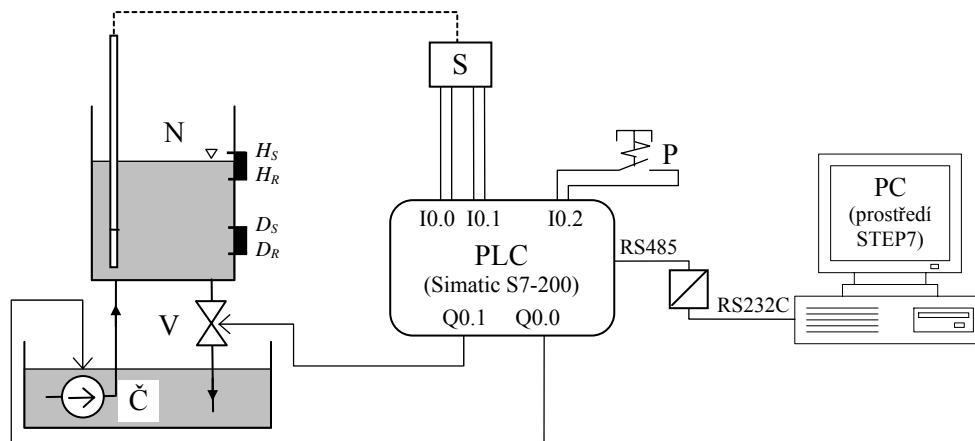 S
N
H_S
H_R
P
D_S
D_R
I0.0 I0.1 I0.2
PLC
(Simatic S7-200)
Q0.1 Q0.0
RS485
RS232C
PC
(prostředí
STEP7)
V
Č